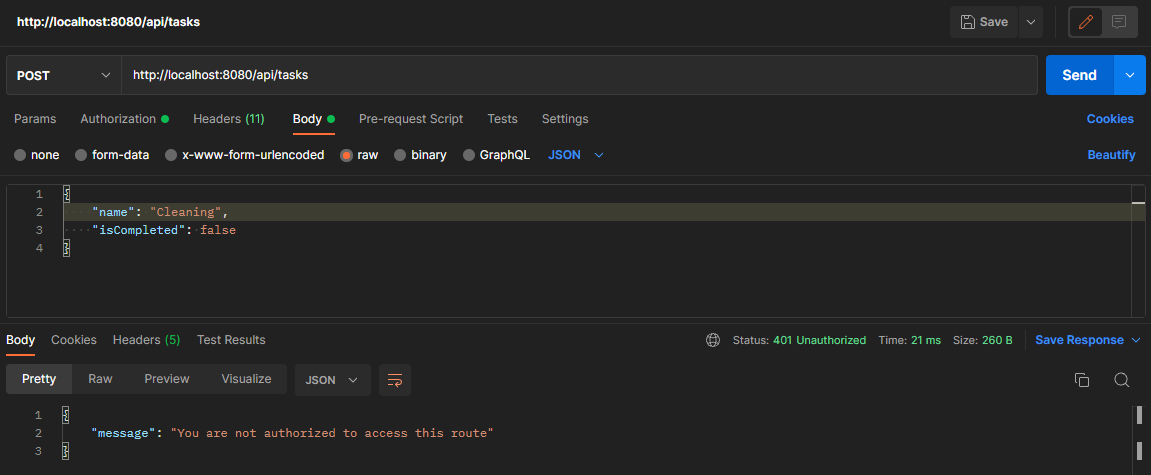 http://localhost:8080/api/tasks
Save
POST
http://localhost:8080/api/tasks
Send
Params Authorization Headers (11) Body Pre-request Script Tests Settings Cookies
none form-data x-www-form-urlencoded raw binary GraphQL JSON Beautify
1 {
2 "name": "Cleaning",
3 "isCompleted": false
4 }
Body Cookies Headers (5) Test Results Status: 401 Unauthorized Time: 21 ms Size: 260 B Save Response
Pretty Raw Preview Visualize JSON
1 {
2 "message": "You are not authorized to access this route"
3 }